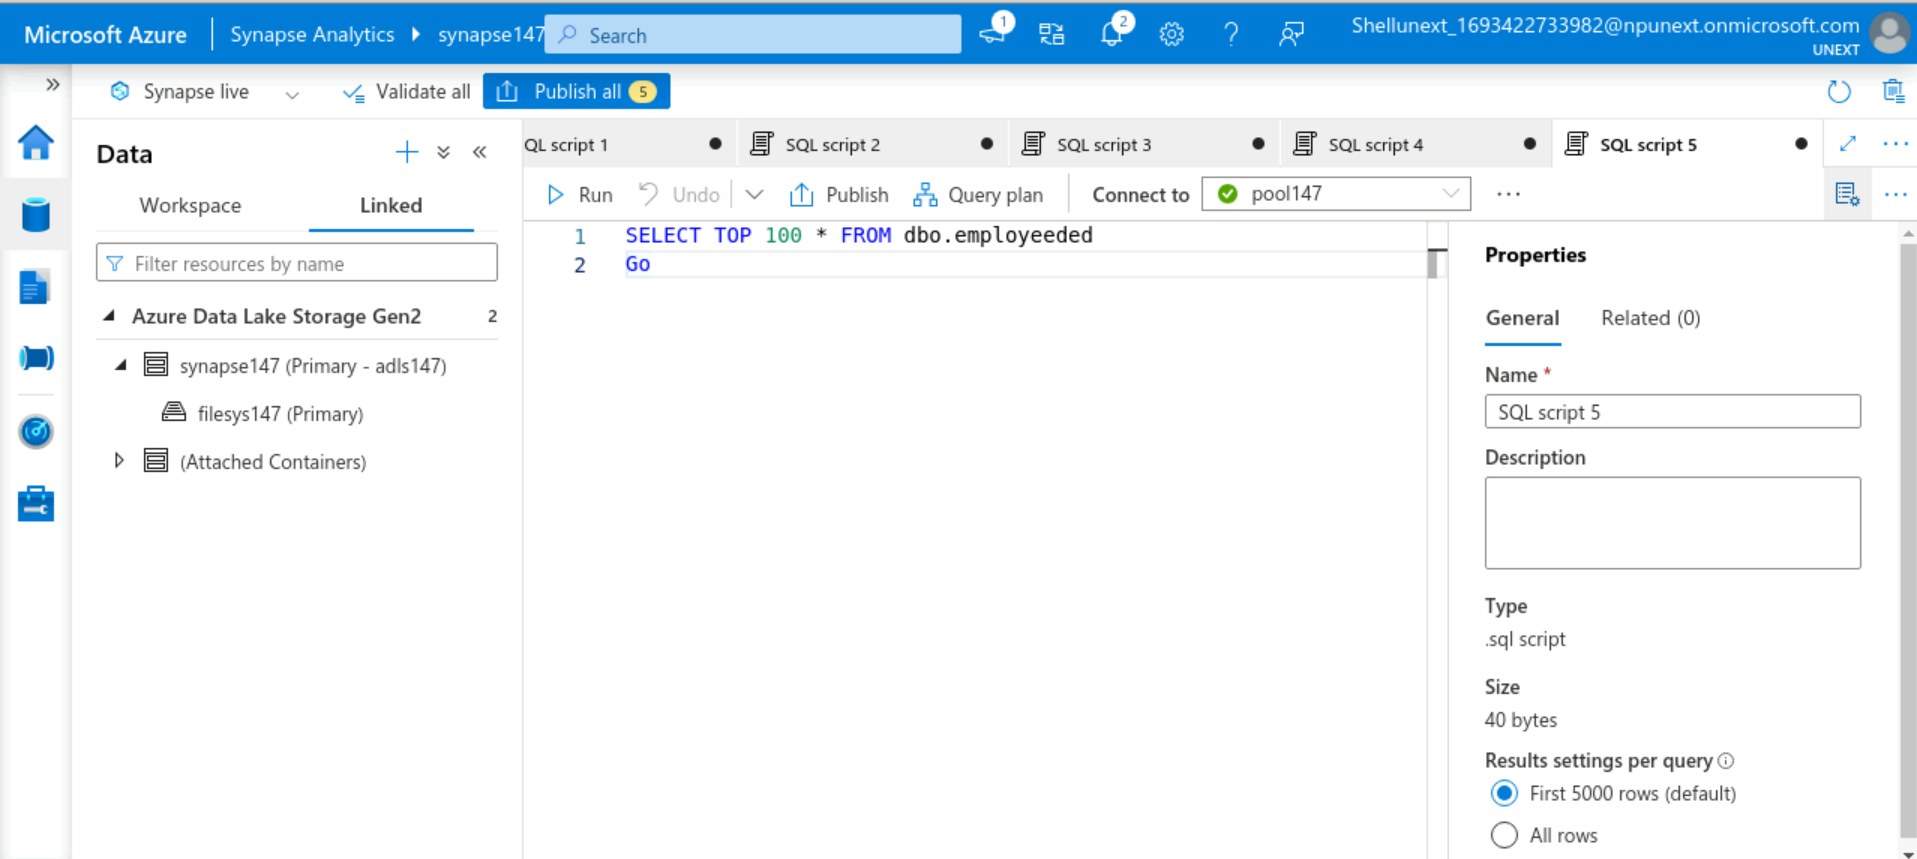 Microsoft Azure
Synapse Analytics
synapse147
Search
1
2
?
Shellunext_1693422733982@npunext.onmicrosoft.com
UNEXT
Synapse live
Validate all
Publish all 5
Data
Workspace
Linked
Filter resources by name
Azure Data Lake Storage Gen2 2
synapse147 (Primary - adls147)
filesys147 (Primary)
(Attached Containers)
QL script 1
SQL script 2
SQL script 3
SQL script 4
SQL script 5
Run
Undo
Publish
Query plan
Connect to
pool147
1 SELECT TOP 100 * FROM dbo.employeeded
2 Go
Properties
General
Related (0)
Name *
SQL script 5
Description
Type
.sql script
Size
40 bytes
Results settings per query
First 5000 rows (default)
All rows